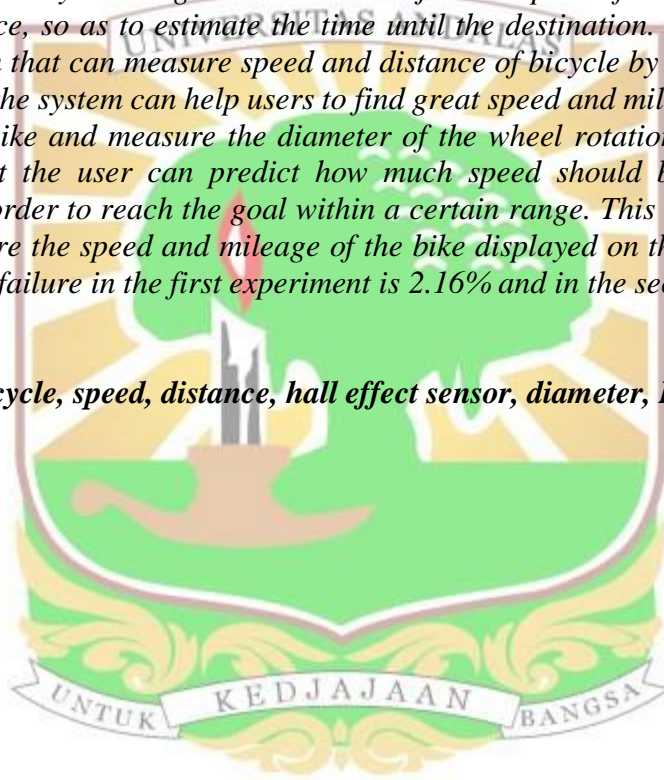 ce, so as to estimate the time until the destination.
UNIVERSITAS ANDALAS
that can measure speed and distance of bicycle by
he system can help users to find great speed and mil
ike and measure the diameter of the wheel rotation
t the user can predict how much speed should b
order to reach the goal within a certain range. This
re the speed and mileage of the bike displayed on th
failure in the first experiment is 2.16% and in the sec
cycle, speed, distance, hall effect sensor, diameter,
UNTUK KEDJAJAAN BANGSA